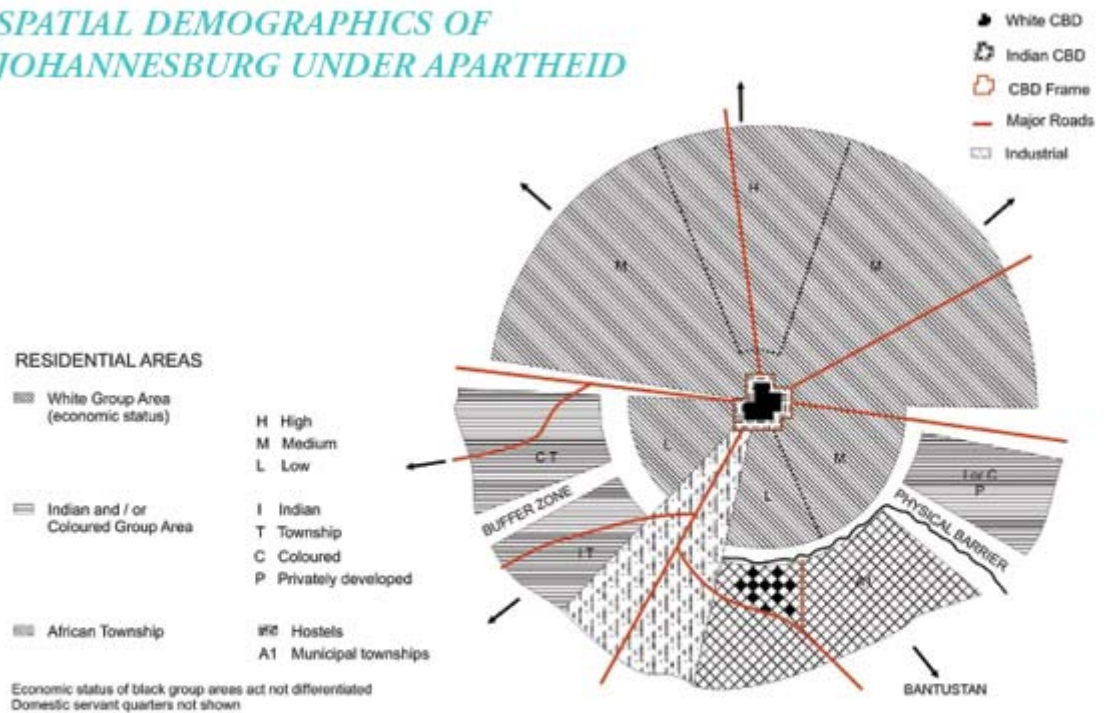 SPATIAL DEMOGRAPHICS OF
JOHANNESBURG UNDER APARTHEID
White CBD
Indian CBD
CBD Frame
Major Roads
Industrial
H
M
M
RESIDENTIAL AREAS
White Group Area
(economic status)
H High
M Medium
L Low
Indian and / or
Coloured Group Area
I Indian
T Township
C Coloured
P Privately developed
African Township
Hostels
A1 Municipal townships
Economic status of black group areas act not differentiated
Domestic servant quarters not shown
L
M
L
C T
I or C
P
BUFFER ZONE
I T
PHYSICAL BARRIER
A1
BANTUSTAN